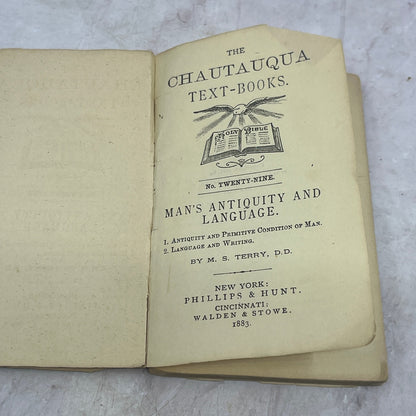 THE
CHAUTAUQUA
TEXT-BOOKS.
HOLY BIBLE
No. TWENTY-NINE.
MAN'S ANTIQUITY AND
LANGUAGE.
1. ANTIQUITY AND PRIMITIVE CONDITION OF MAN.
2. LANGUAGE AND WRITING.
BY M. S. TERRY, D.D.
NEW YORK:
PHILLIPS & HUNT.
CINCINNATI:
WALDEN & STOWE.
1883.